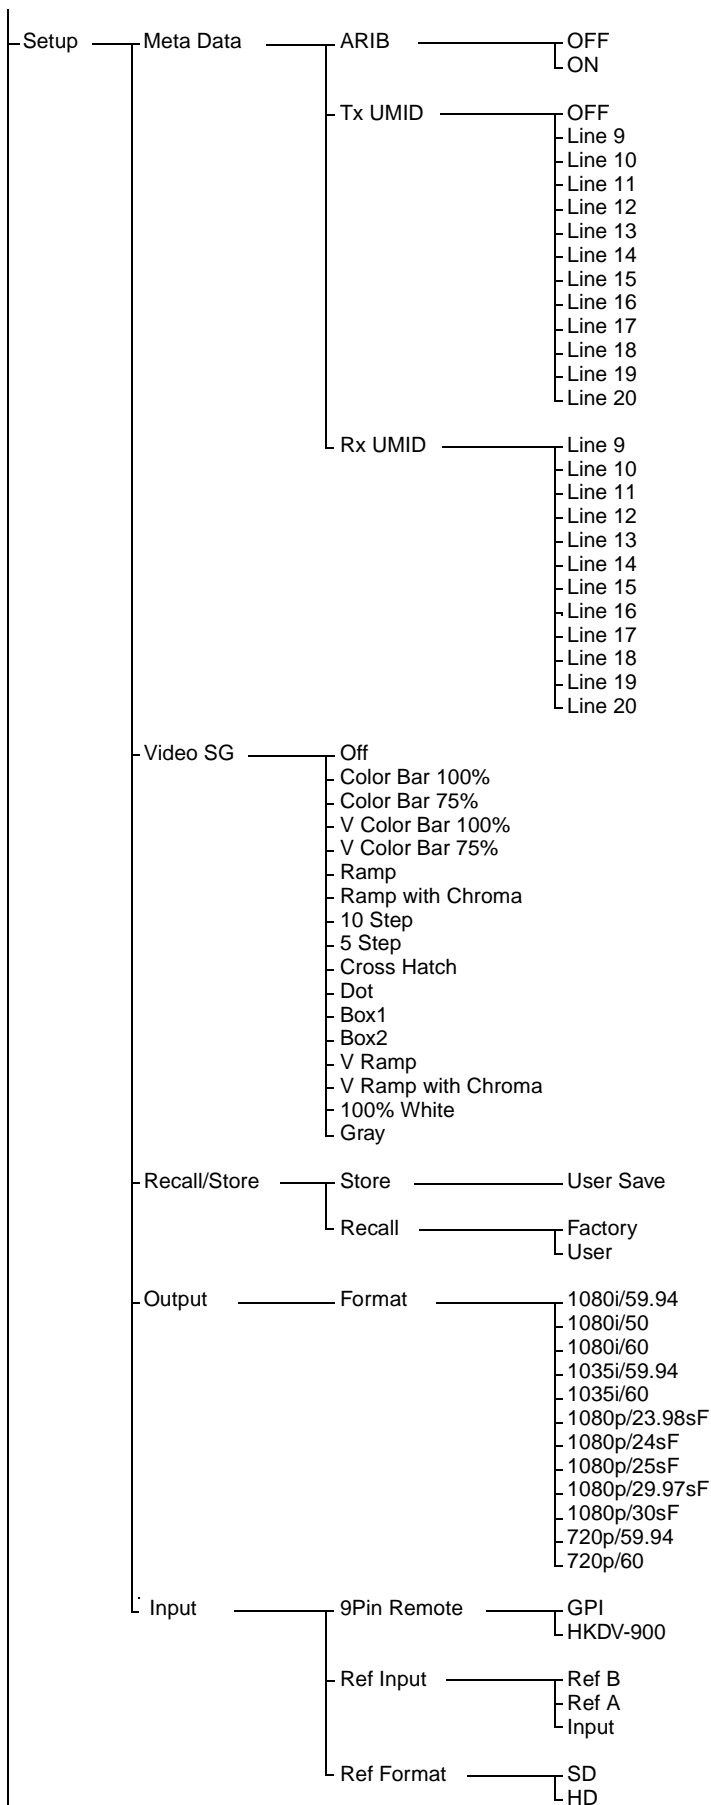 Setup Meta Data ARIB OFF
ON
Tx UMID OFF
Line 9
Line 10
Line 11
Line 12
Line 13
Line 14
Line 15
Line 16
Line 17
Line 18
Line 19
Line 20
Rx UMID Line 9
Line 10
Line 11
Line 12
Line 13
Line 14
Line 15
Line 16
Line 17
Line 18
Line 19
Line 20
Video SG Off
Color Bar 100%
Color Bar 75%
V Color Bar 100%
V Color Bar 75%
Ramp
Ramp with Chroma
10 Step
5 Step
Cross Hatch
Dot
Box1
Box2
V Ramp
V Ramp with Chroma
100% White
Gray
Recall/Store Store User Save
Recall Factory
User
Output Format 1080i/59.94
1080i/50
1080i/60
1035i/59.94
1035i/60
1080p/23.98sF
1080p/24sF
1080p/25sF
1080p/29.97sF
1080p/30sF
720p/59.94
720p/60
Input 9Pin Remote GPI
HKDV-900
Ref Input Ref B
Ref A
Input
Ref Format SD
HD